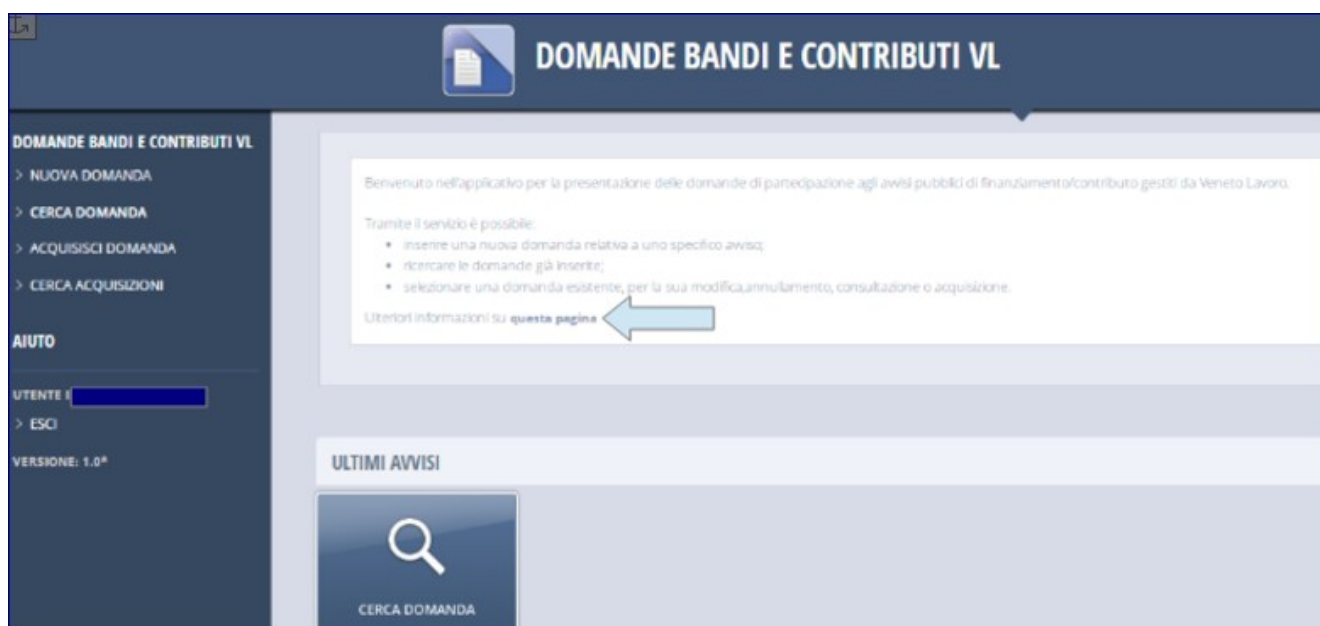 DOMANDE BANDI E CONTRIBUTI VL
DOMANDE BANDI E CONTRIBUTI VL
> NUOVA DOMANDA
> CERCA DOMANDA
> ACQUISISCI DOMANDA
> CERCA ACQUISIZIONI
AIUTO
UTENTE
> ESCI
VERSIONE: 1.0*
Benvenuto nell'applicativo per la presentazione delle domande di partecipazione agli avvisi pubblici di finanziamento/contributo gestiti da Veneto Lavoro.
Tramite il servizio è possibile:
• inserire una nuova domanda relativa a uno specifico avviso;
• ricercare le domande già inserite;
• selezionare una domanda esistente, per la sua modifica,annullamento, consultazione o acquisizione.
Ulteriori informazioni su questa pagina
ULTIMI AVVISI
CERCA DOMANDA